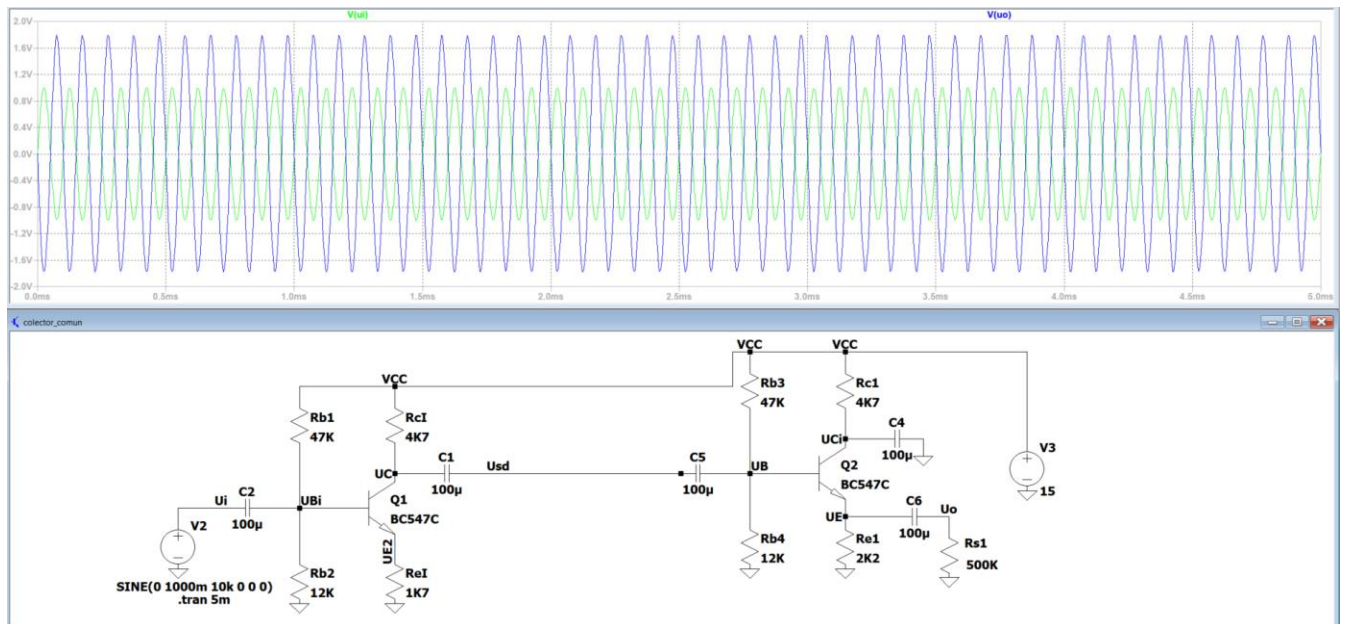 V(ui) V(uo)
2.0V
1.6V
1.2V
0.8V
0.4V
0.0V
-0.4V
-0.8V
-1.2V
-1.6V
-2.0V
0.0ms 0.5ms 1.0ms 1.5ms 2.0ms 2.5ms 3.0ms 3.5ms 4.0ms 4.5ms 5.0ms
colector_comun
VCC VCC
VCC
Rb3
47K
Rc1
4K7
Rb1
47K
RcI
4K7
C4
100µ
UCi
V3
15
UC
C1
100µ
Usd
C5
100µ
UB
Q2
BC547C
Ui
C2
100µ
UBi
Q1
BC547C
V2
UE
C6
100µ
Uo
UE2
Rb2
12K
ReI
1K7
Rb4
12K
Re1
2K2
Rs1
500K
SINE(0 1000m 10k 0 0 0)
.tran 5m